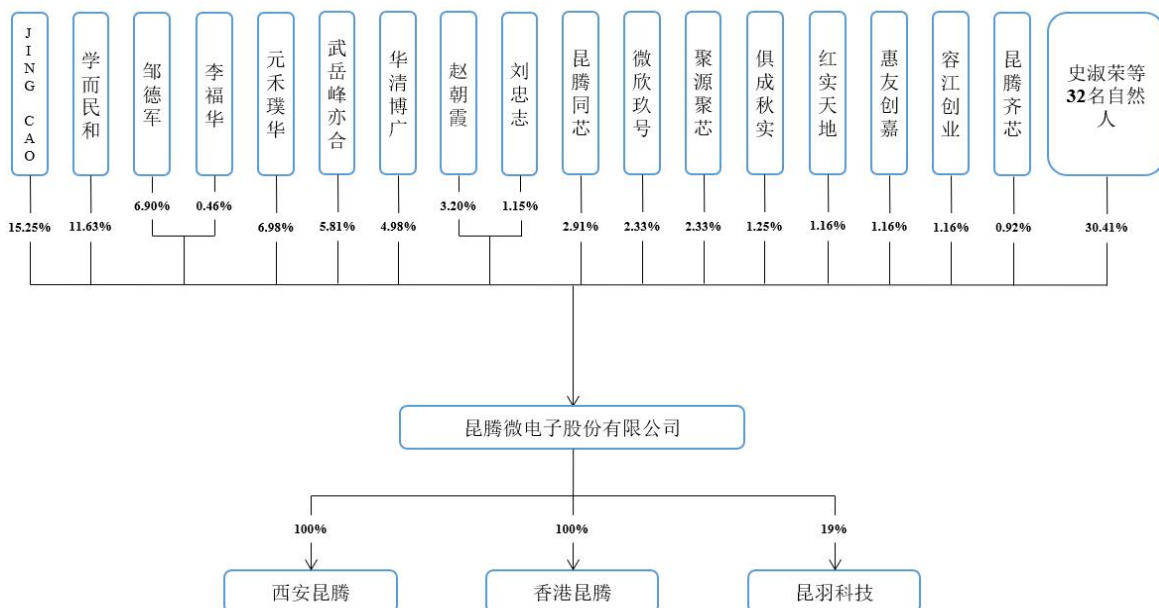 JING CAO
学而民和
邹德军
李福华
元禾璞华
武岳峰亦合
华清博广
赵朝霞
刘忠志
昆腾同芯
微欣玖号
聚源聚芯
俱成秋实
红实天地
惠友创嘉
容江创业
昆腾齐芯
史淑荣等
32名自然
人
6.90%
0.46%
3.20%
1.15%
15.25%
11.63%
6.98%
5.81%
4.98%
2.91%
2.33%
2.33%
1.25%
1.16%
1.16%
1.16%
0.92%
30.41%
昆腾微电子股份有限公司
100%
100%
19%
西安昆腾
香港昆腾
昆羽科技